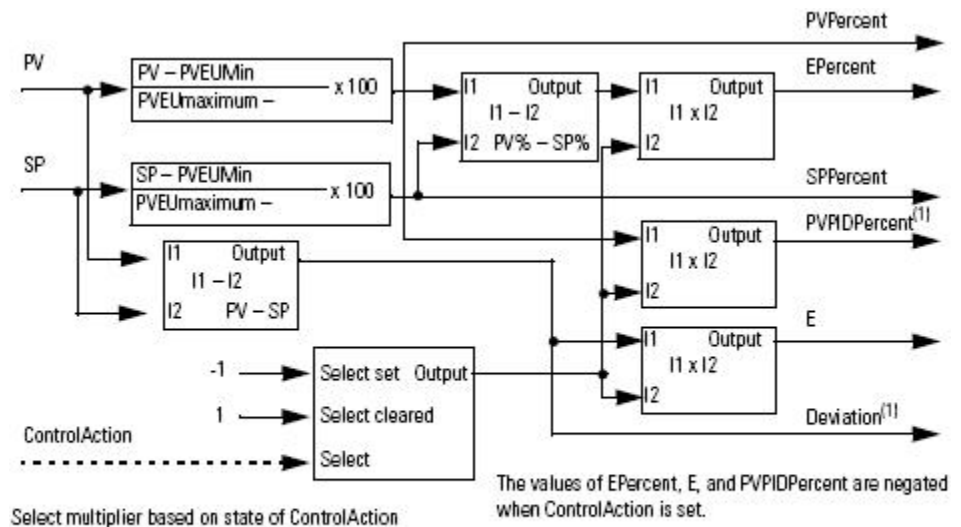 PVPercent
PV
PV – PVEUMin
PVEUmaximum –
x 100
I1 Output
I1 – I2
I2 PV% – SP%
I1 Output
I1 x I2
I2
EPercent
SP
SP – PVEUMin
PVEUmaximum –
x 100
SPPercent
I1 Output
I1 x I2
I2
PVPIDPercent(1)
I1 Output
I1 – I2
I2 PV – SP
I1 Output
I1 x I2
I2
E
-1
Select set Output
1
Select cleared
ControlAction
Select
Deviation(1)
The values of EPercent, E, and PVPIDPercent are negated
when ControlAction is set.
Select multiplier based on state of ControlAction